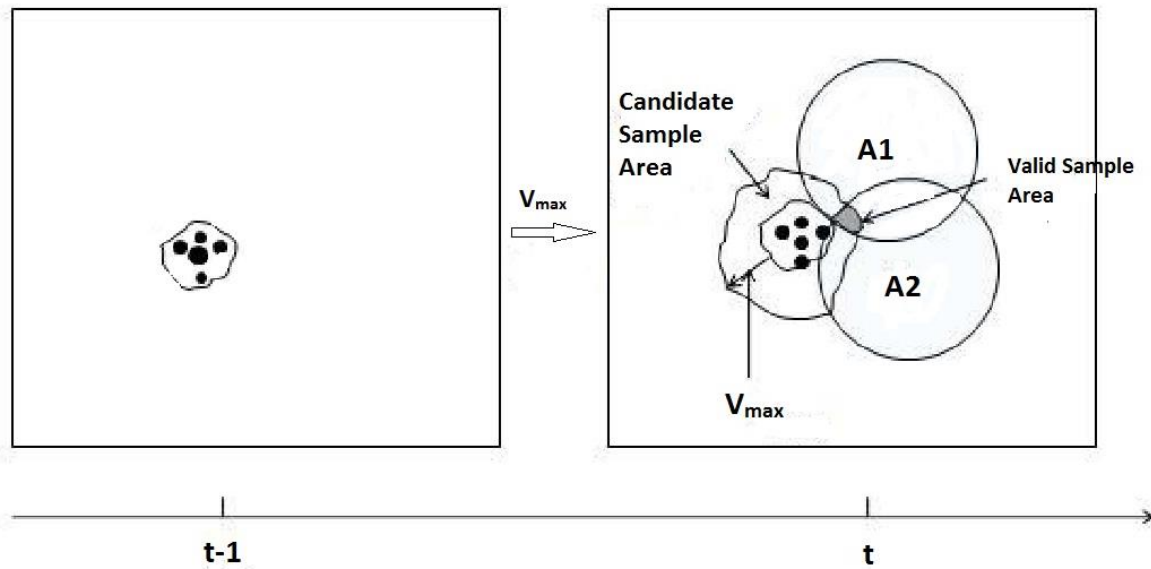 Candidate
Sample
Area
A1
Valid Sample
Area
Vmax
A2
Vmax
t-1
t